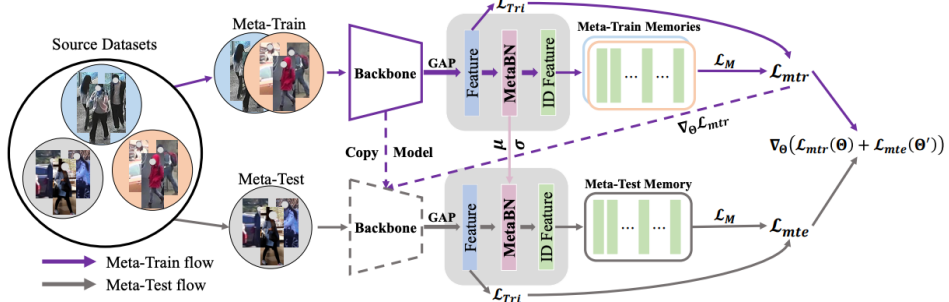 Source Datasets
Meta-Train
Backbone
GAP
ℒ_Tri
Feature
MetaBN
ID Feature
Meta-Train Memories
... ...
ℒ_M
ℒ_mtr
∇_Θ ℒ_mtr
Copy Model
μ
σ
∇_Θ(ℒ_mtr(Θ) + ℒ_mte(Θ′))
Meta-Test
Backbone
GAP
Feature
MetaBN
ID Feature
Meta-Test Memory
... ...
ℒ_M
ℒ_mte
ℒ_Tri
Meta-Train flow
Meta-Test flow